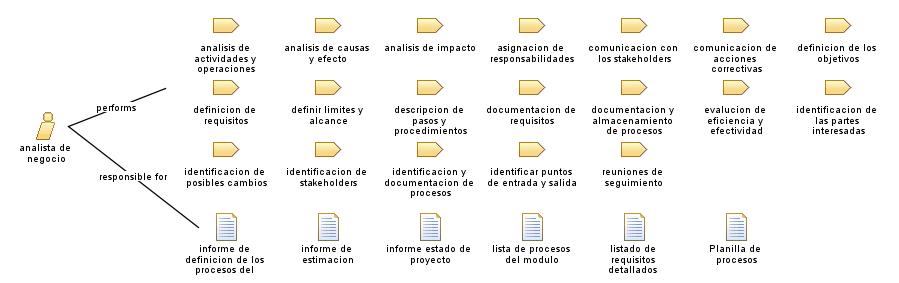 analisis de
actividades y
operaciones
analisis de causas
y efecto
analisis de impacto
asignacion de
responsabilidades
comunicacion con
los stakeholders
comunicacion de
acciones
correctivas
definicion de los
objetivos
performs
definicion de
requisitos
definir limites y
alcance
descripcion de
pasos y
procedimientos
documentacion de
requisitos
documentacion y
almacenamiento
de procesos
evalucion de
eficiencia y
efectividad
identificacion de
las partes
interesadas
analista de
negocio
responsible for
identificacion de
posibles cambios
identificacion de
stakeholders
identificacion y
documentacion de
procesos
identificar puntos
de entrada y salida
reuniones de
seguimiento
informe de
definicion de los
procesos del
informe de
estimacion
informe estado de
proyecto
lista de procesos
del modulo
listado de
requisitos
detallados
Planilla de
procesos